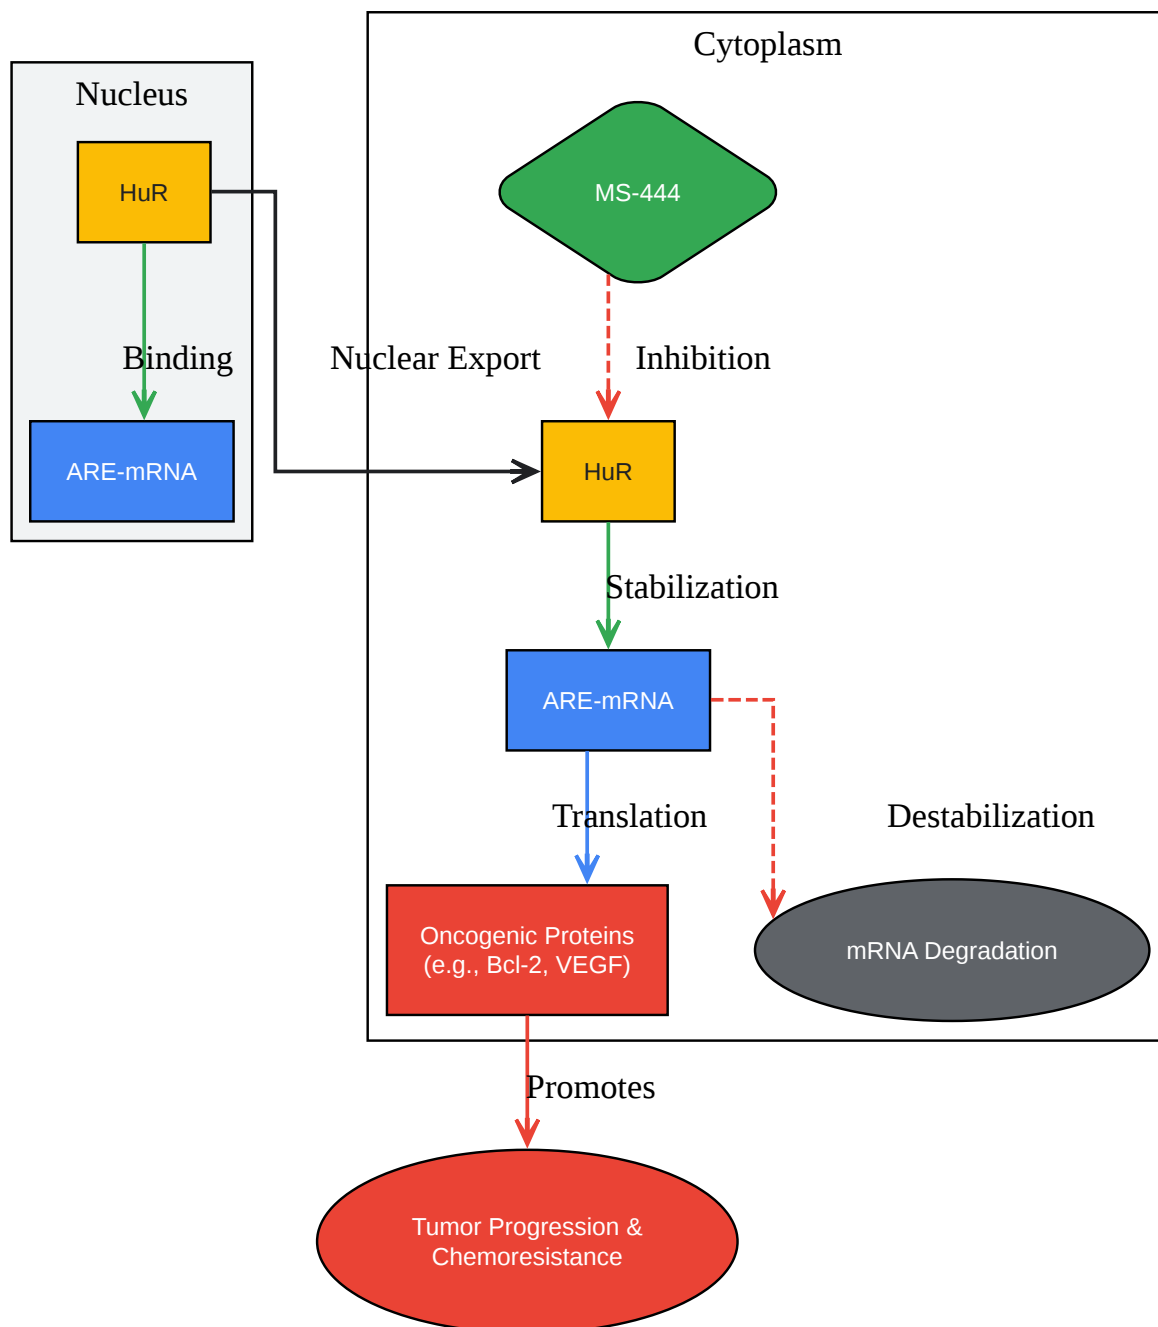 Cytoplasm
Nucleus
HuR
MS-444
Binding
Nuclear Export
Inhibition
ARE-mRNA
HuR
Stabilization
ARE-mRNA
Translation
Destabilization
Oncogenic Proteins
(e.g., Bcl-2, VEGF)
mRNA Degradation
Promotes
Tumor Progression &
Chemoresistance